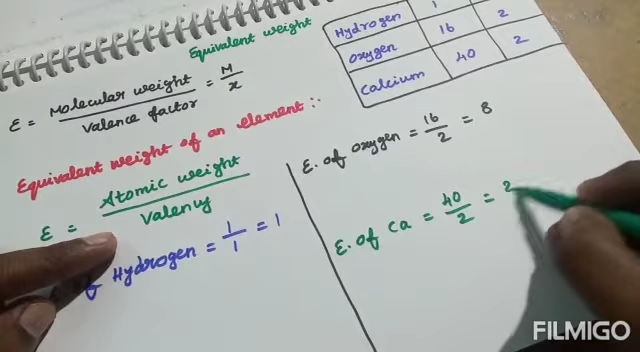 Equivalent weight
E = Molecular weight / Valence factor = M / x
Hydrogen 1
Oxygen 16 2
Calcium 40 2
Equivalent weight of an element :-
E = Atomic weight / Valency
Hydrogen = 1 / 1 = 1
E. of Oxygen = 16 / 2 = 8
E. of Ca = 40 / 2 = 2
FILMIGO